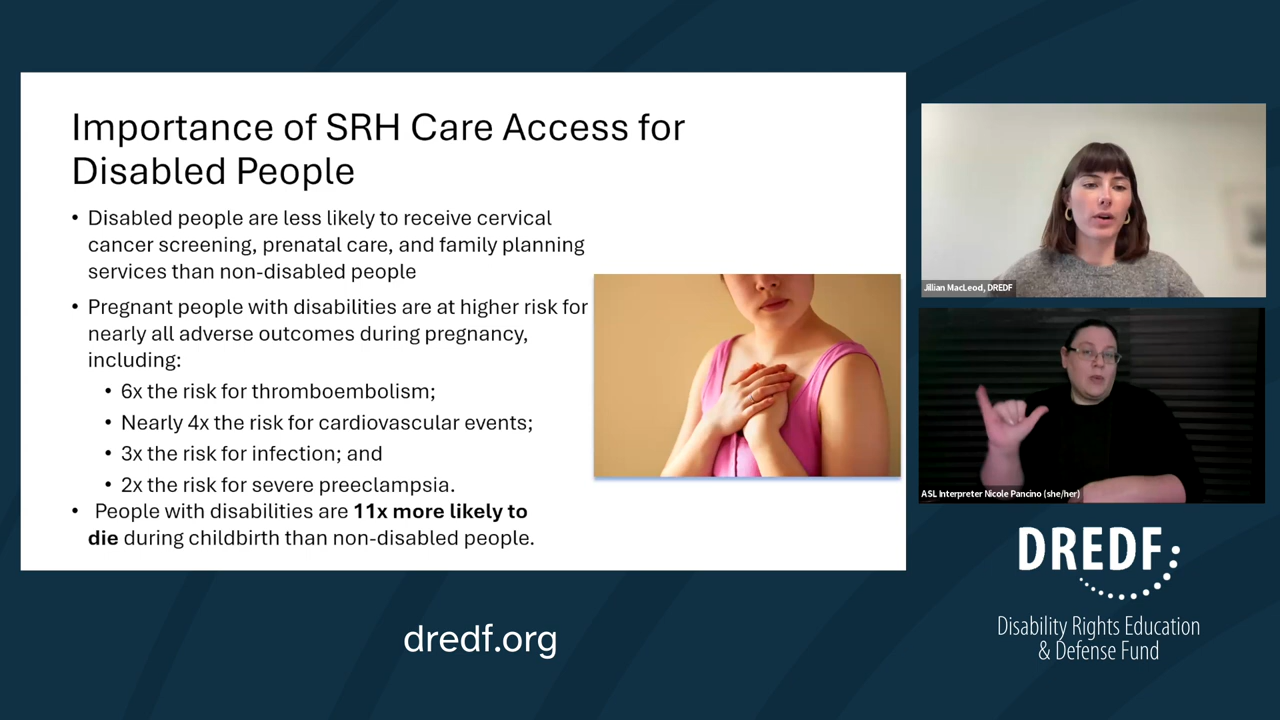 Importance of SRH Care Access for
Disabled People
• Disabled people are less likely to receive cervical
cancer screening, prenatal care, and family planning
services than non-disabled people
• Pregnant people with disabilities are at higher risk for
nearly all adverse outcomes during pregnancy,
including:
• 6x the risk for thromboembolism;
• Nearly 4x the risk for cardiovascular events;
• 3x the risk for infection; and
• 2x the risk for severe preeclampsia.
• People with disabilities are 11x more likely to
die during childbirth than non-disabled people.
Jillian MacLeod, DREDF
ASL Interpreter Nicole Pancino (she/her)
DREDF
Disability Rights Education
& Defense Fund
dredf.org